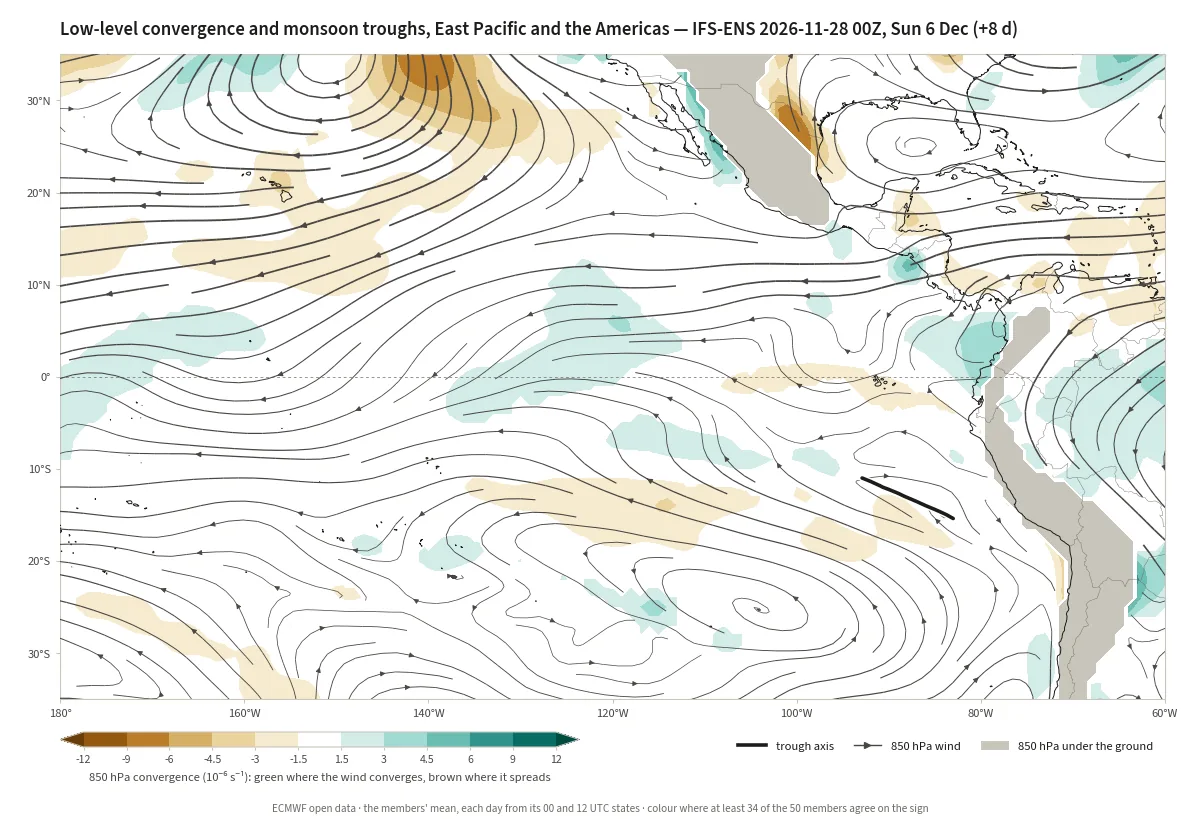 Low-level convergence and monsoon troughs, East Pacific and the Americas — IFS-ENS 2026-11-28 00Z, Sun 6 Dec (+8 d)
30°N
20°N
10°N
0°
10°S
20°S
30°S
180° 160°W 140°W 120°W 100°W 80°W 60°W
-12 -9 -6 -4.5 -3 -1.5 1.5 3 4.5 6 9 12
850 hPa convergence (10⁻⁶ s⁻¹): green where the wind converges, brown where it spreads
trough axis 850 hPa wind 850 hPa under the ground
ECMWF open data · the members' mean, each day from its 00 and 12 UTC states · colour where at least 34 of the 50 members agree on the sign